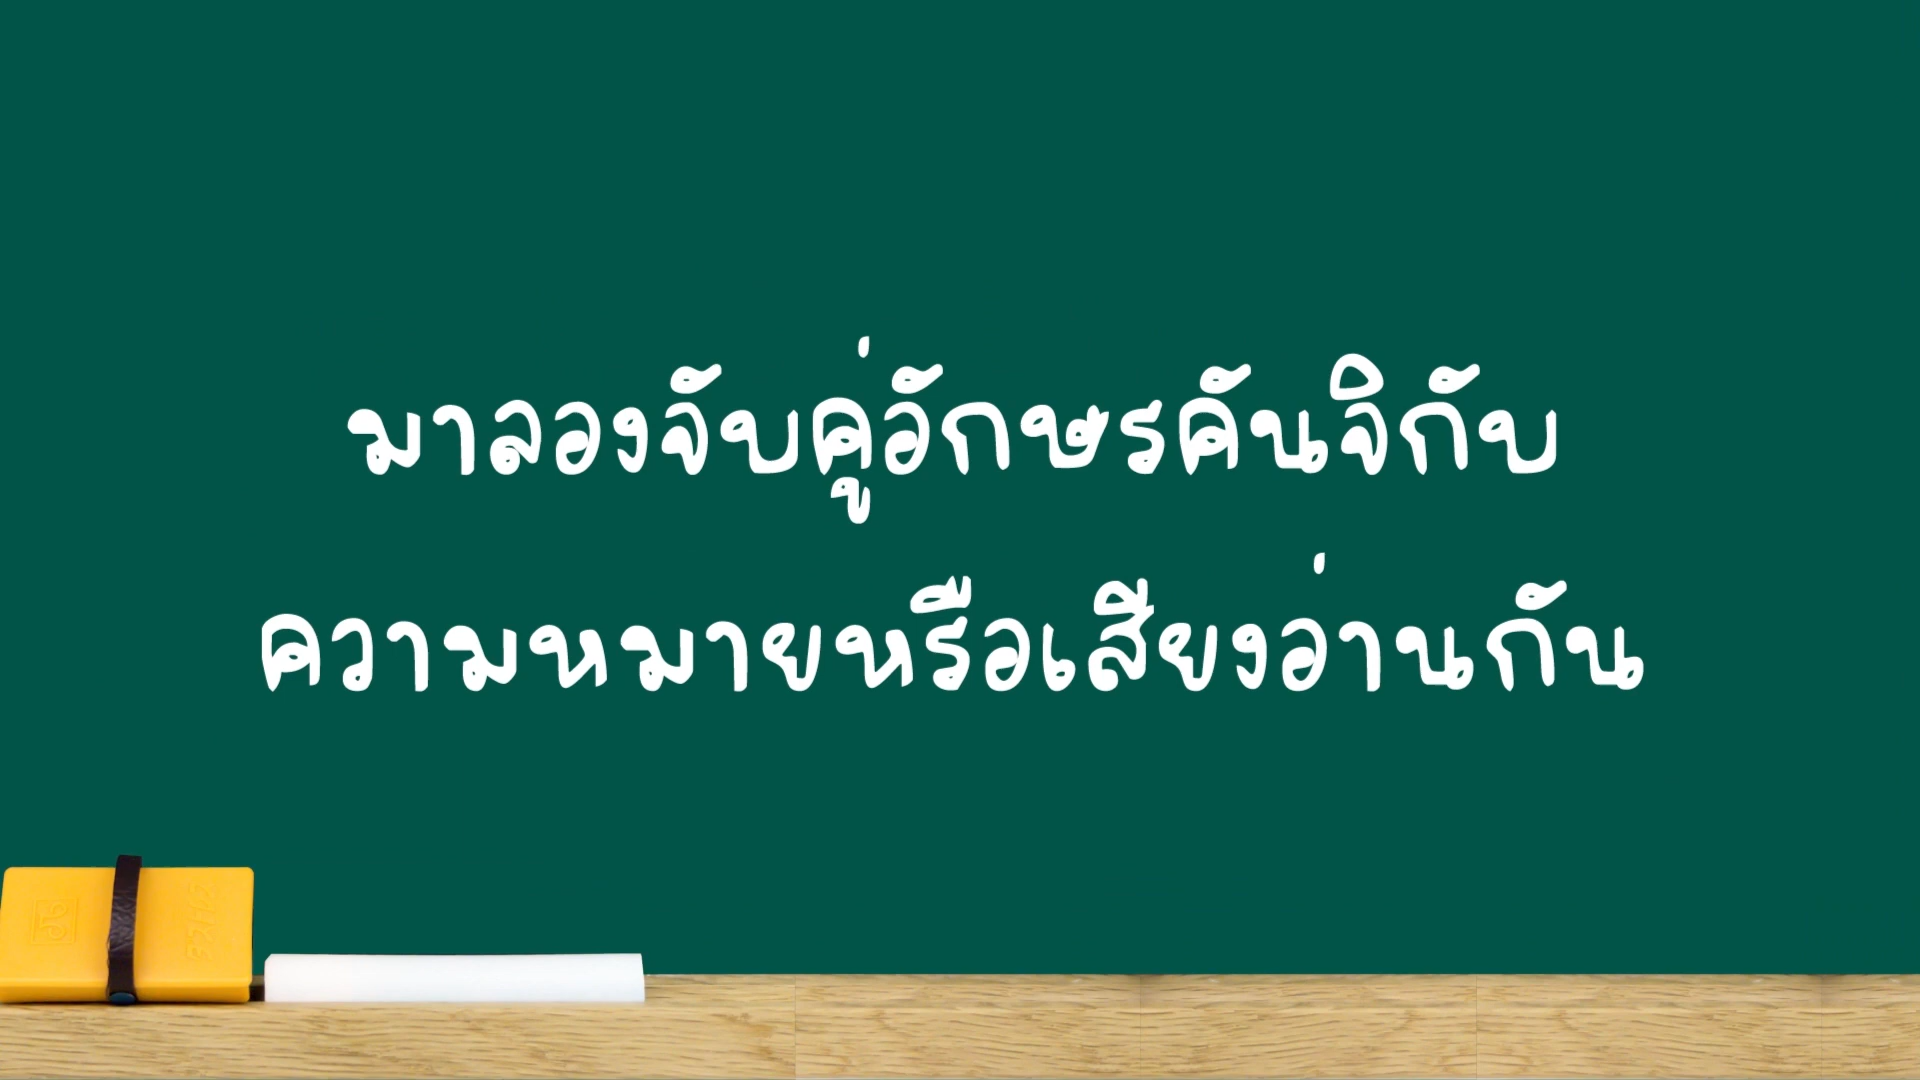 มาลองจับคู่อักษรคันจิกับ
ความหมายหรือเสียงอ่านกัน